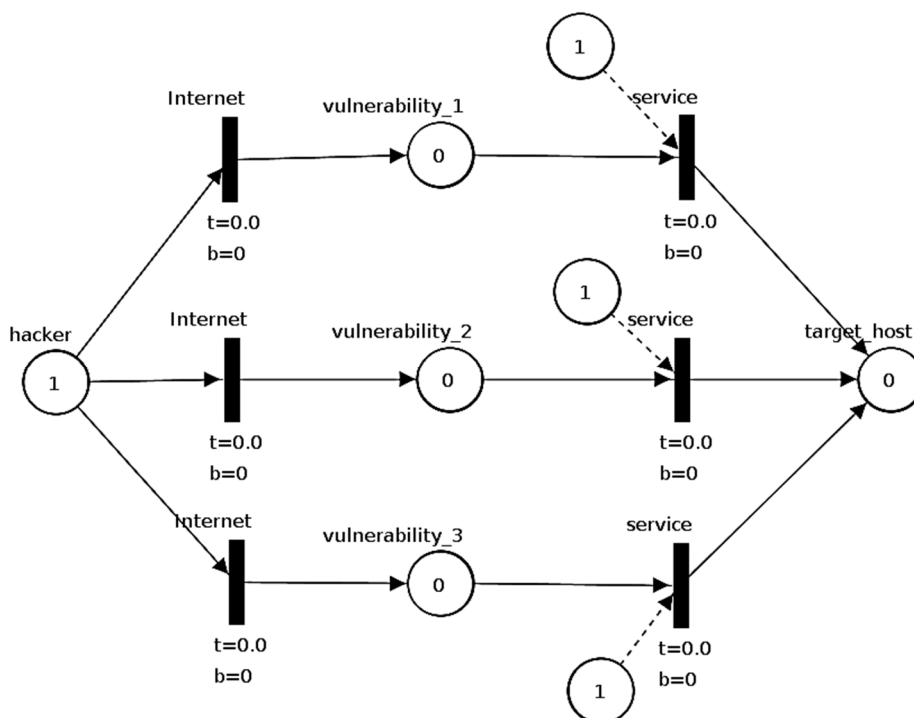 1
Internet
service
vulnerability_1
0
t=0.0
b=0
t=0.0
b=0
1
Internet
service
hacker
vulnerability_2
target_host
1
0
0
t=0.0
b=0
t=0.0
b=0
Internet
service
vulnerability_3
0
t=0.0
b=0
t=0.0
b=0
1